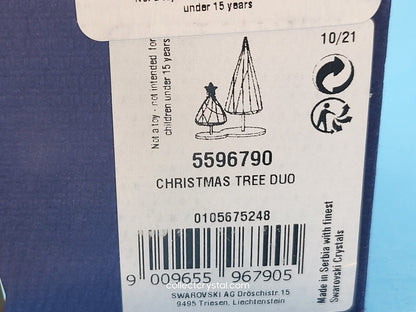 under 15 years
Not a toy - not intended for
children under 15 years
10/21
5596790
CHRISTMAS TREE DUO
0105675248
9 009655 967905
SWAROVSKI AG Dröschistr. 15
9495 Triesen, Liechtenstein
Made in Serbia with finest
Swarovski Crystals
collectcrystal.com